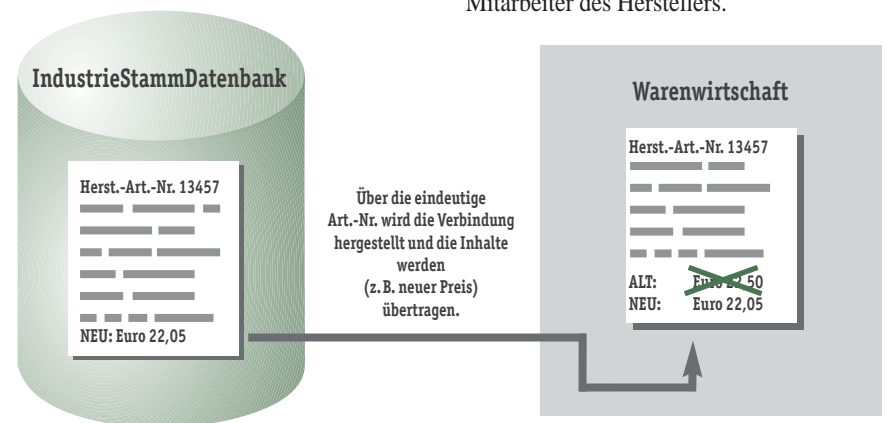 Mitarbeiter des Herstellers.
IndustrieStammDatenbank
Herst.-Art.-Nr. 13457
NEU: Euro 22,05
Über die eindeutige
Art.-Nr. wird die Verbindung
hergestellt und die Inhalte
werden
(z. B. neuer Preis)
übertragen.
Warenwirtschaft
Herst.-Art.-Nr. 13457
ALT: Euro 50
NEU: Euro 22,05